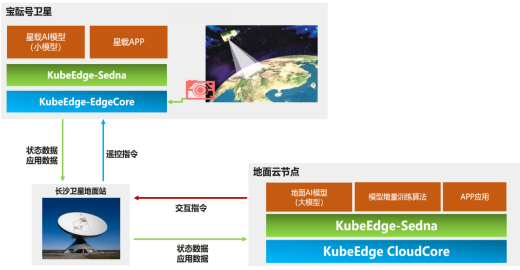 宝酝号卫星
星载AI模型
(小模型)
星载APP
KubeEdge-Sedna
KubeEdge-EdgeCore
状态数据
应用数据
遥控指令
长沙卫星地面站
交互指令
状态数据
应用数据
地面云节点
地面AI模型
(大模型)
模型增量训练算法
APP应用
KubeEdge-Sedna
KubeEdge CloudCore